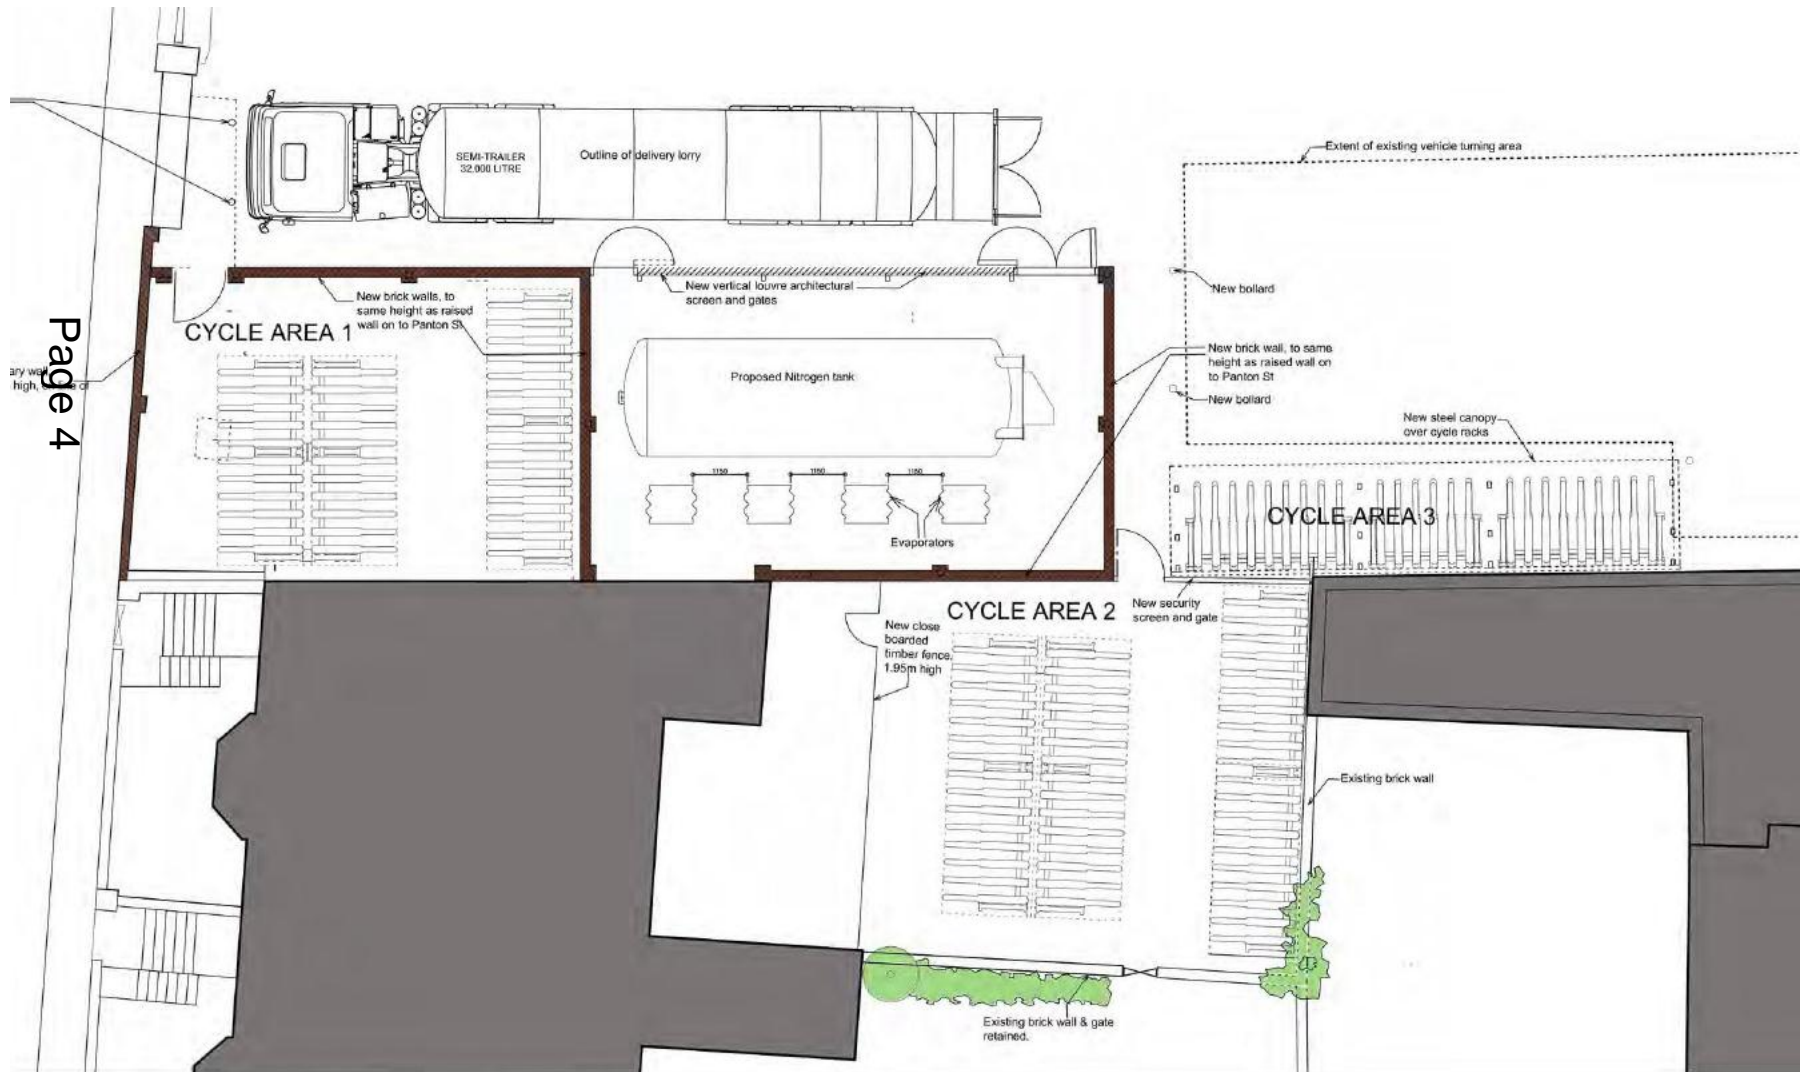 Page 4
ary wall
high,
SEMI-TRAILER
32,000 LITRE
Outline of delivery lorry
Extent of existing vehicle turning area
New brick walls, to
same height as raised
wall on to Panton St.
CYCLE AREA 1
New vertical louvre architectural
screen and gates
New bollard
Proposed Nitrogen tank
New brick wall, to same
height as raised wall on
to Panton St
New bollard
New steel canopy
over cycle racks
1150
1150
1150
Evaporators
CYCLE AREA 3
CYCLE AREA 2
New security
screen and gate
New close
boarded
timber fence,
1.95m high
Existing brick wall
Existing brick wall & gate
retained.